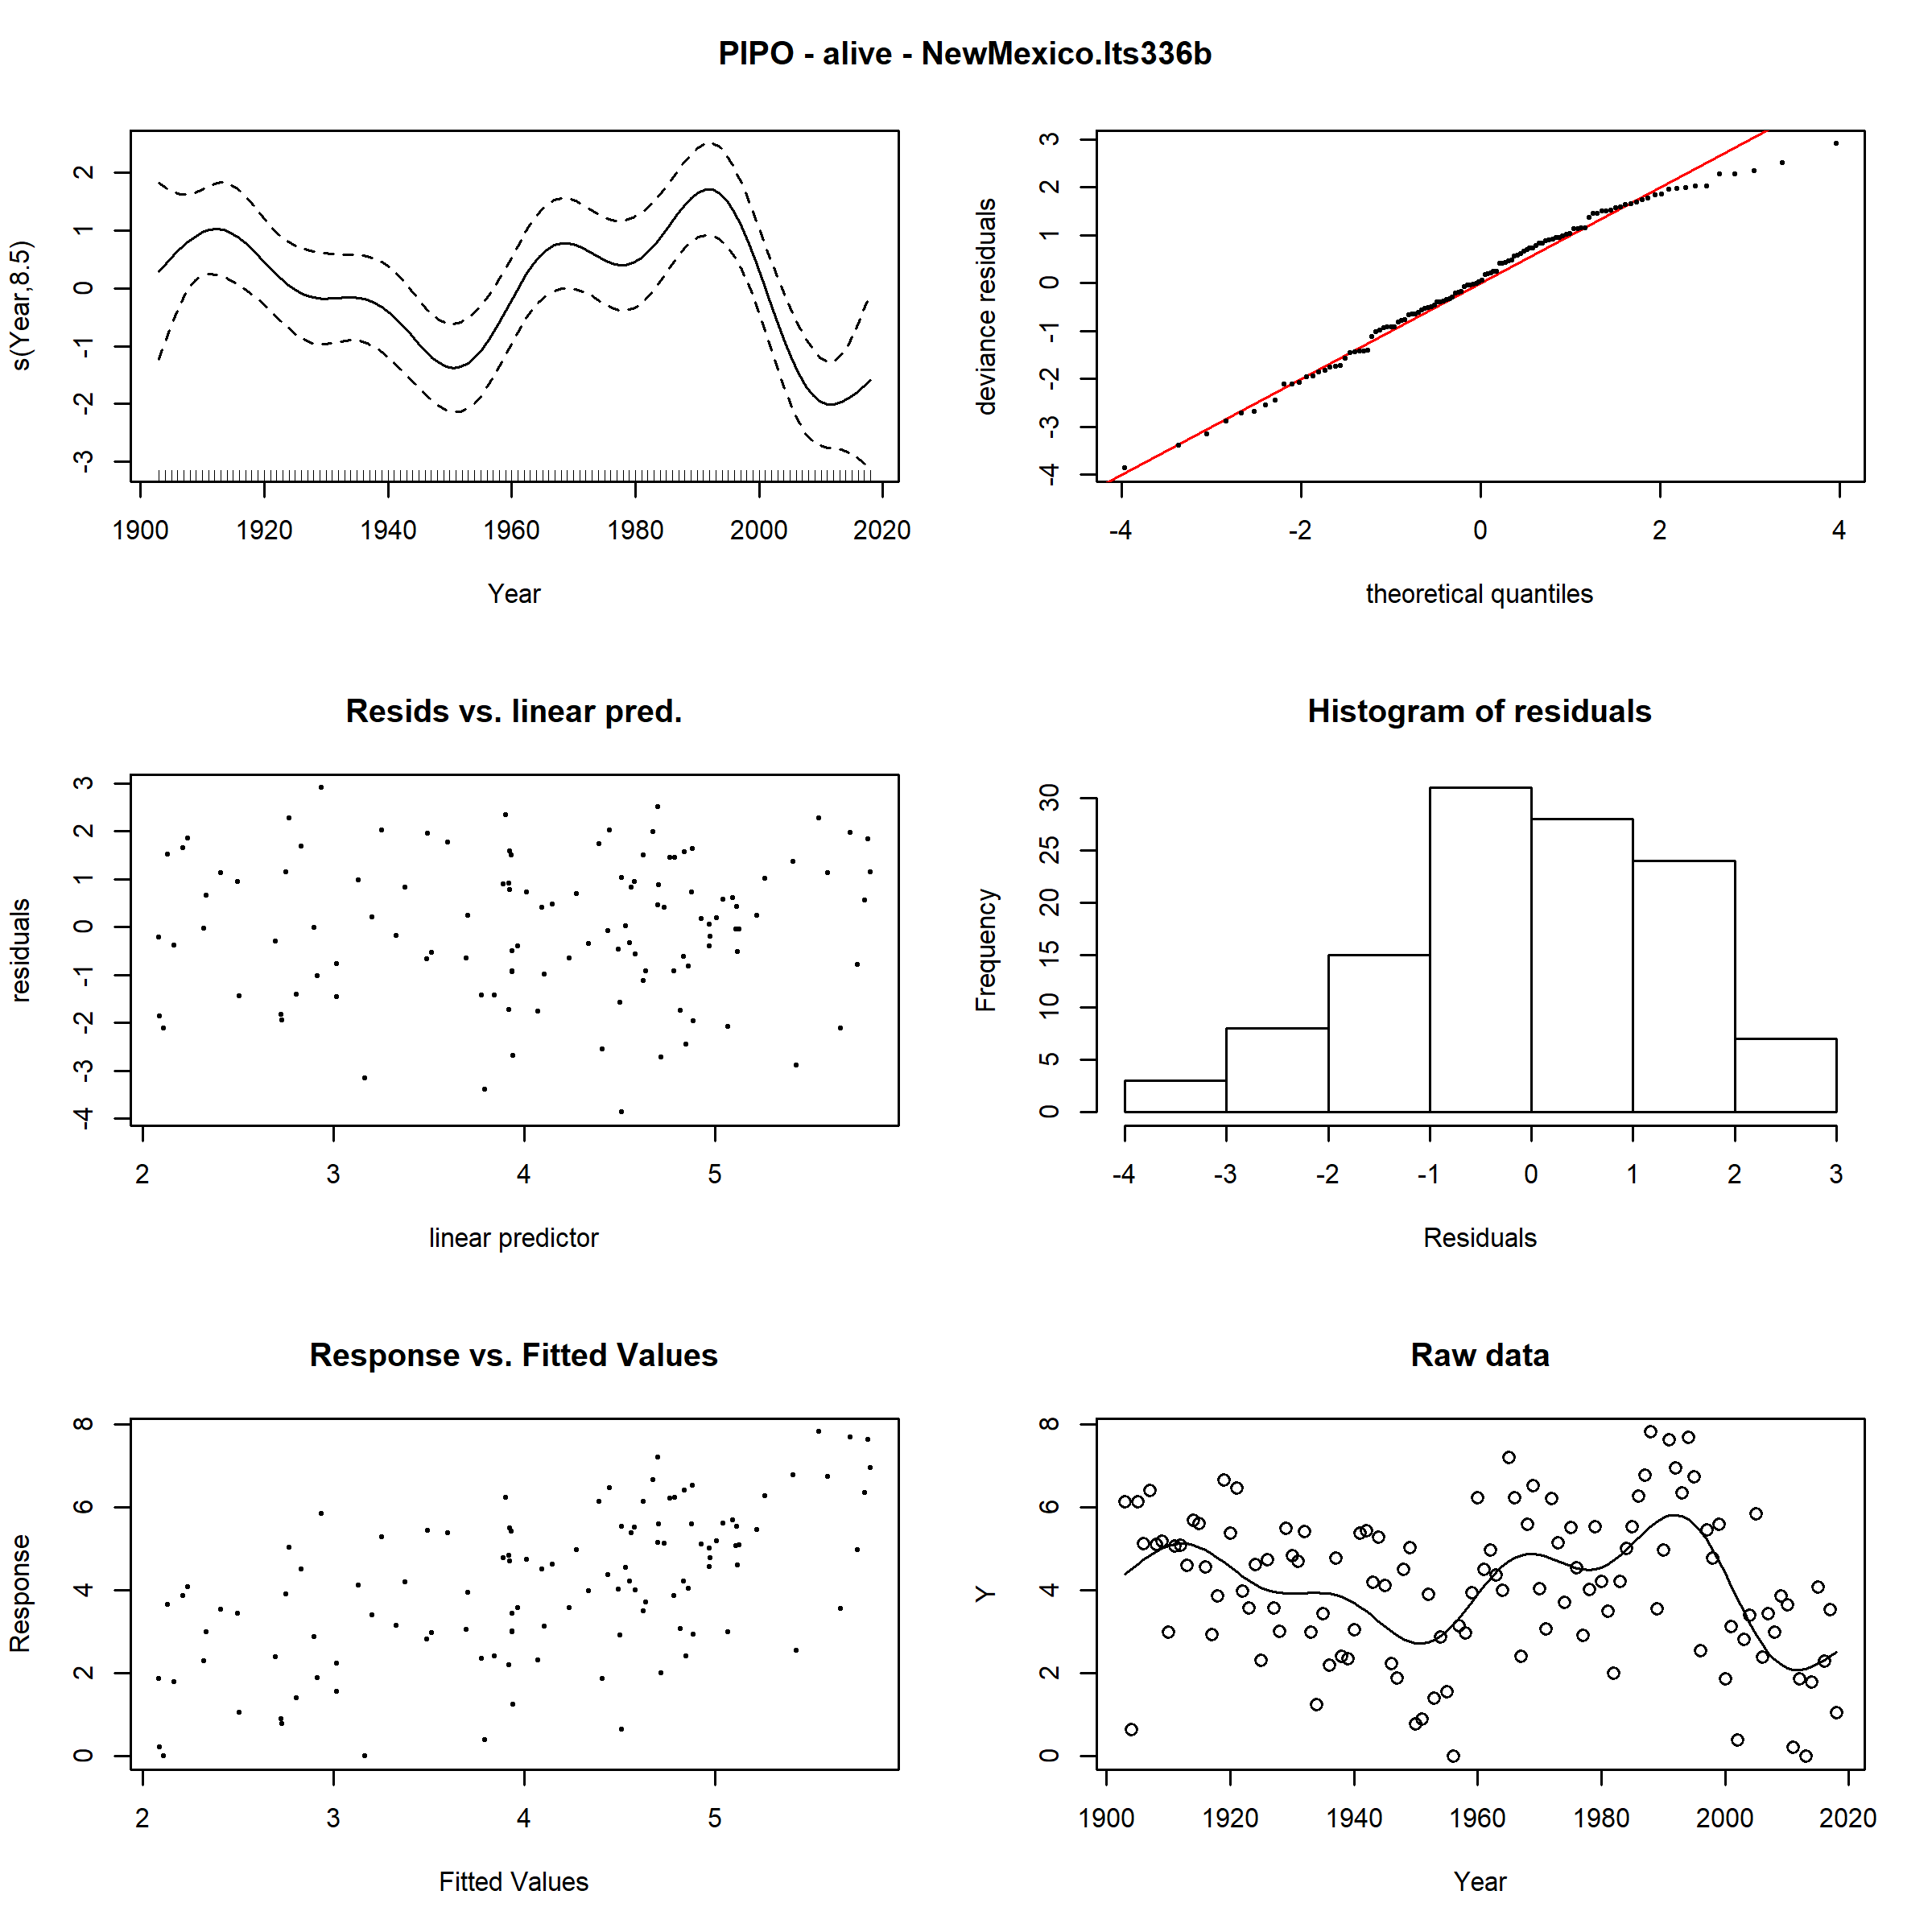 PIPO - alive - NewMexico.lts336b
s(Year,8.5)
2
1
0
-1
-2
-3
1900 1920 1940 1960 1980 2000 2020
Year
deviance residuals
3
2
1
0
-1
-2
-3
-4
-4 -2 0 2 4
theoretical quantiles
Resids vs. linear pred.
residuals
3
2
1
0
-1
-2
-3
-4
2 3 4 5
linear predictor
Histogram of residuals
Frequency
30
25
20
15
10
5
0
-4 -3 -2 -1 0 1 2 3
Residuals
Response vs. Fitted Values
Response
8
6
4
2
0
2 3 4 5
Fitted Values
Raw data
Y
8
6
4
2
0
1900 1920 1940 1960 1980 2000 2020
Year